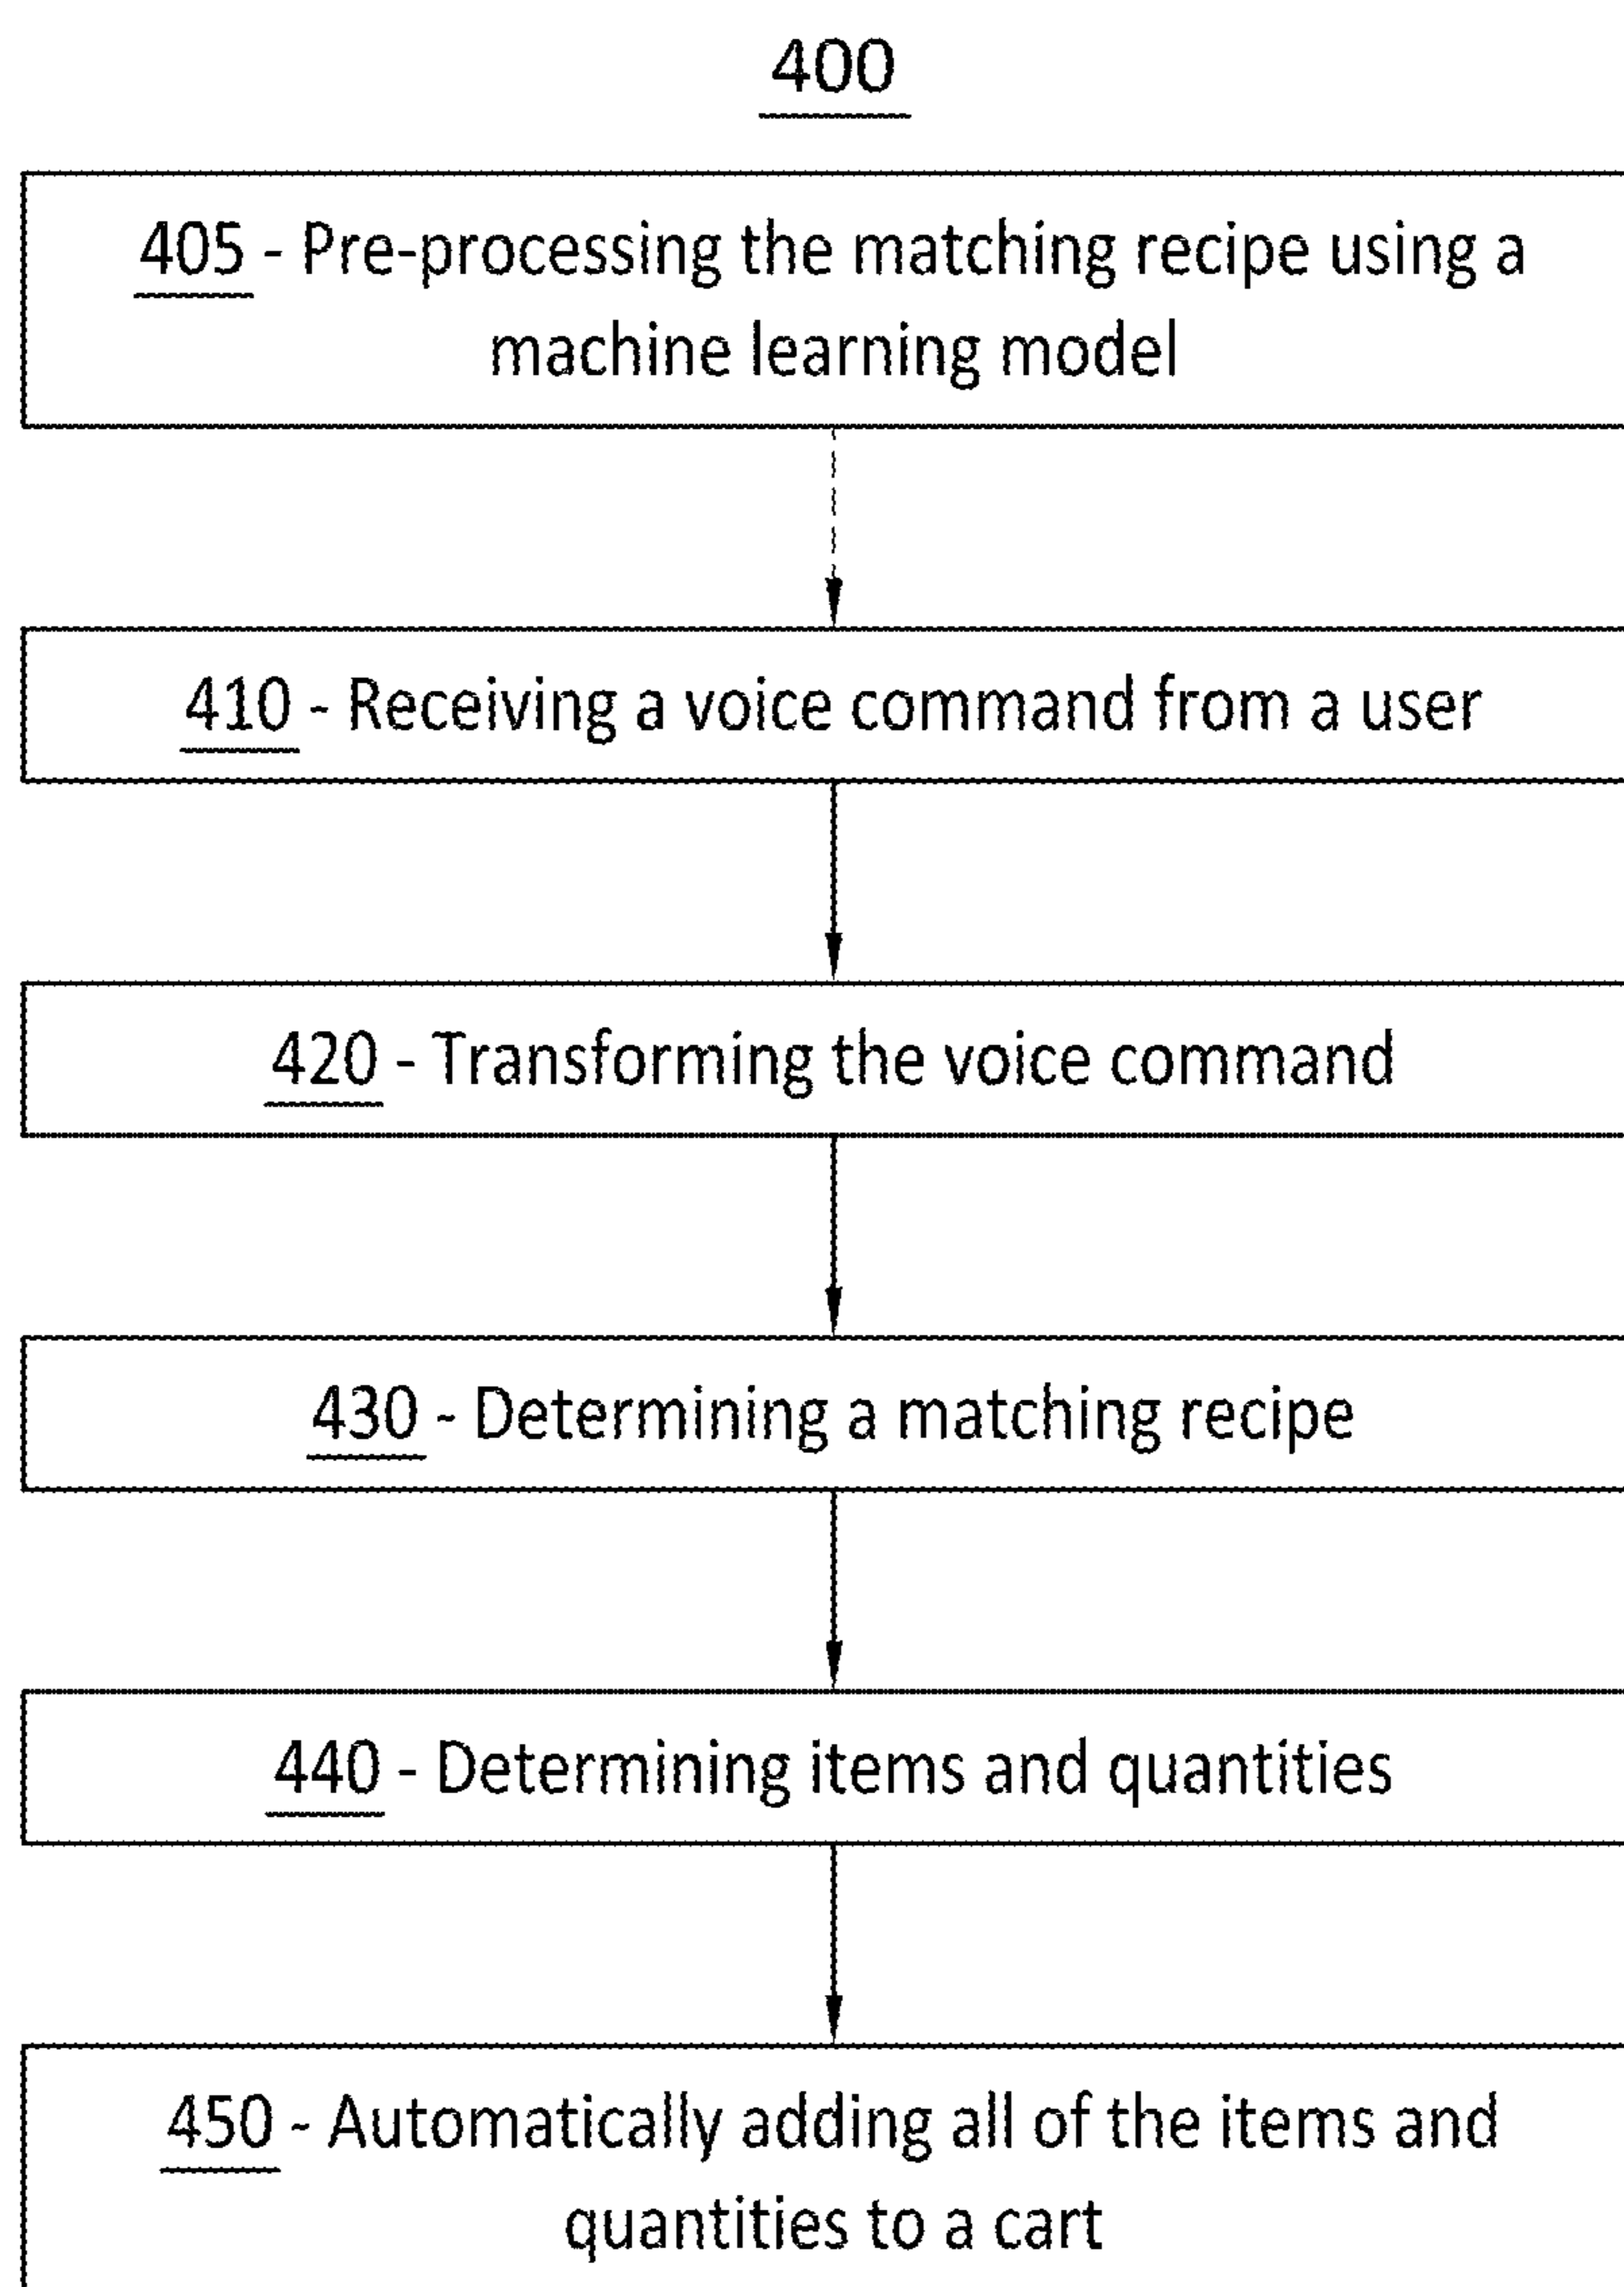 400
405 - Pre-processing the matching recipe using a
machine learning model
410 - Receiving a voice command from a user
420 - Transforming the voice command
430 - Determining a matching recipe
440 - Determining items and quantities
450 - Automatically adding all of the items and
quantities to a cart